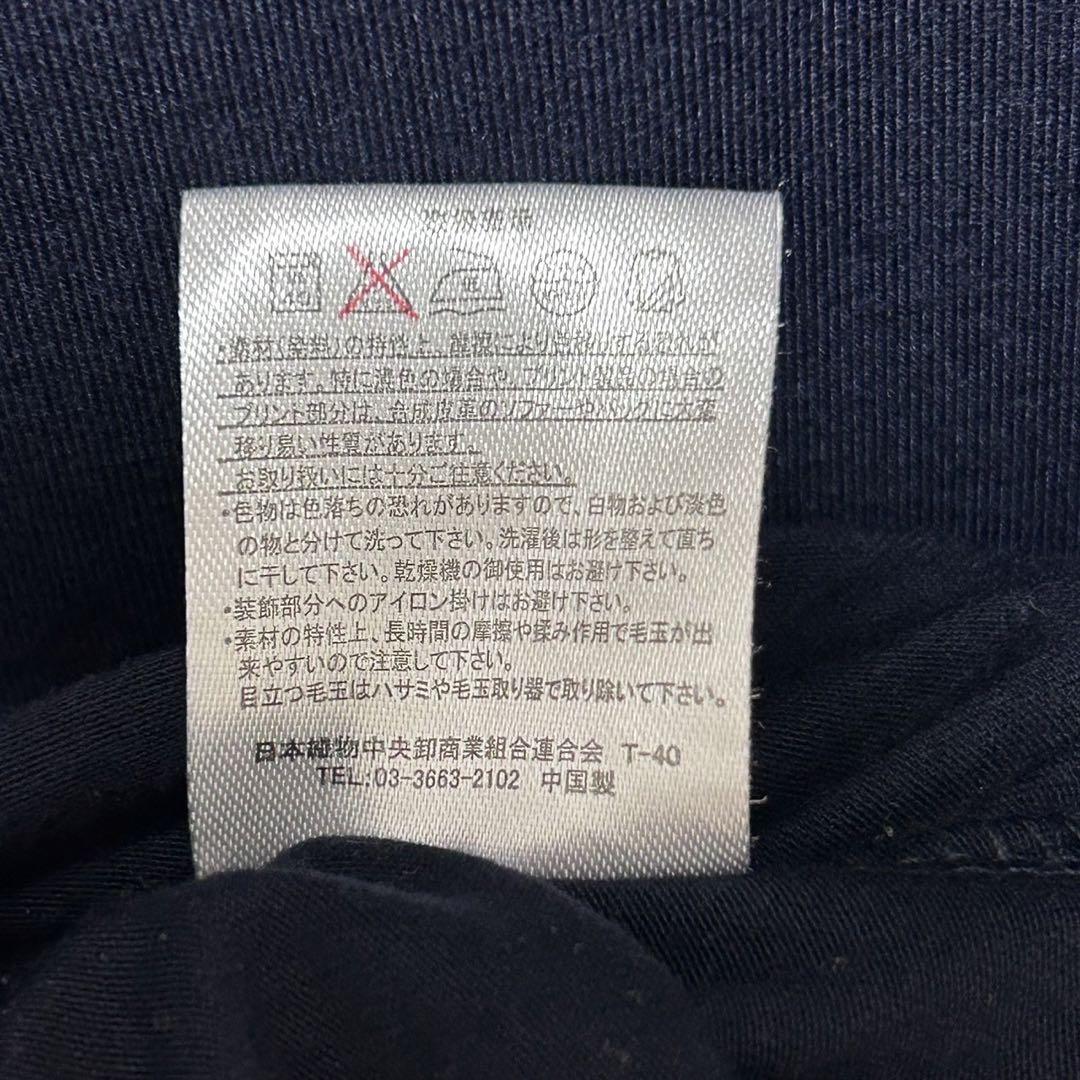 ・素材(染料)の特性上、摩擦により色移りする恐れが
あります。特に濃色の場合や、プリント製品の場合の
プリント部分は、合成皮革のソファーやバッグに大変
移り易い性質があります。
お取り扱いには十分ご注意ください。
・色物は色落ちの恐れがありますので、白物および淡色
の物と分けて洗って下さい。洗濯後は形を整えて直ち
に干して下さい。乾燥機の御使用はお避け下さい。
・装飾部分へのアイロン掛けはお避け下さい。
・素材の特性上、長時間の摩擦や揉み作用で毛玉が出
来やすいので注意して下さい。
目立つ毛玉はハサミや毛玉取り器で取り除いて下さい。
日本織物中央卸商業組合連合会 T-40
TEL:03-3663-2102 中国製